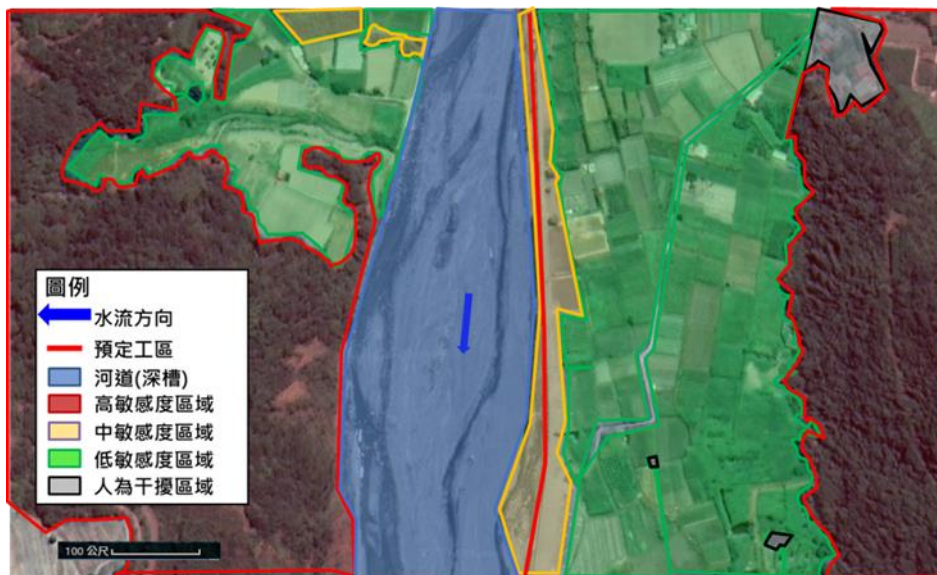 圖例
水流方向
預定工區
河道(深槽)
高敏感度區域
中敏感度區域
低敏感度區域
人為干擾區域
100 公尺